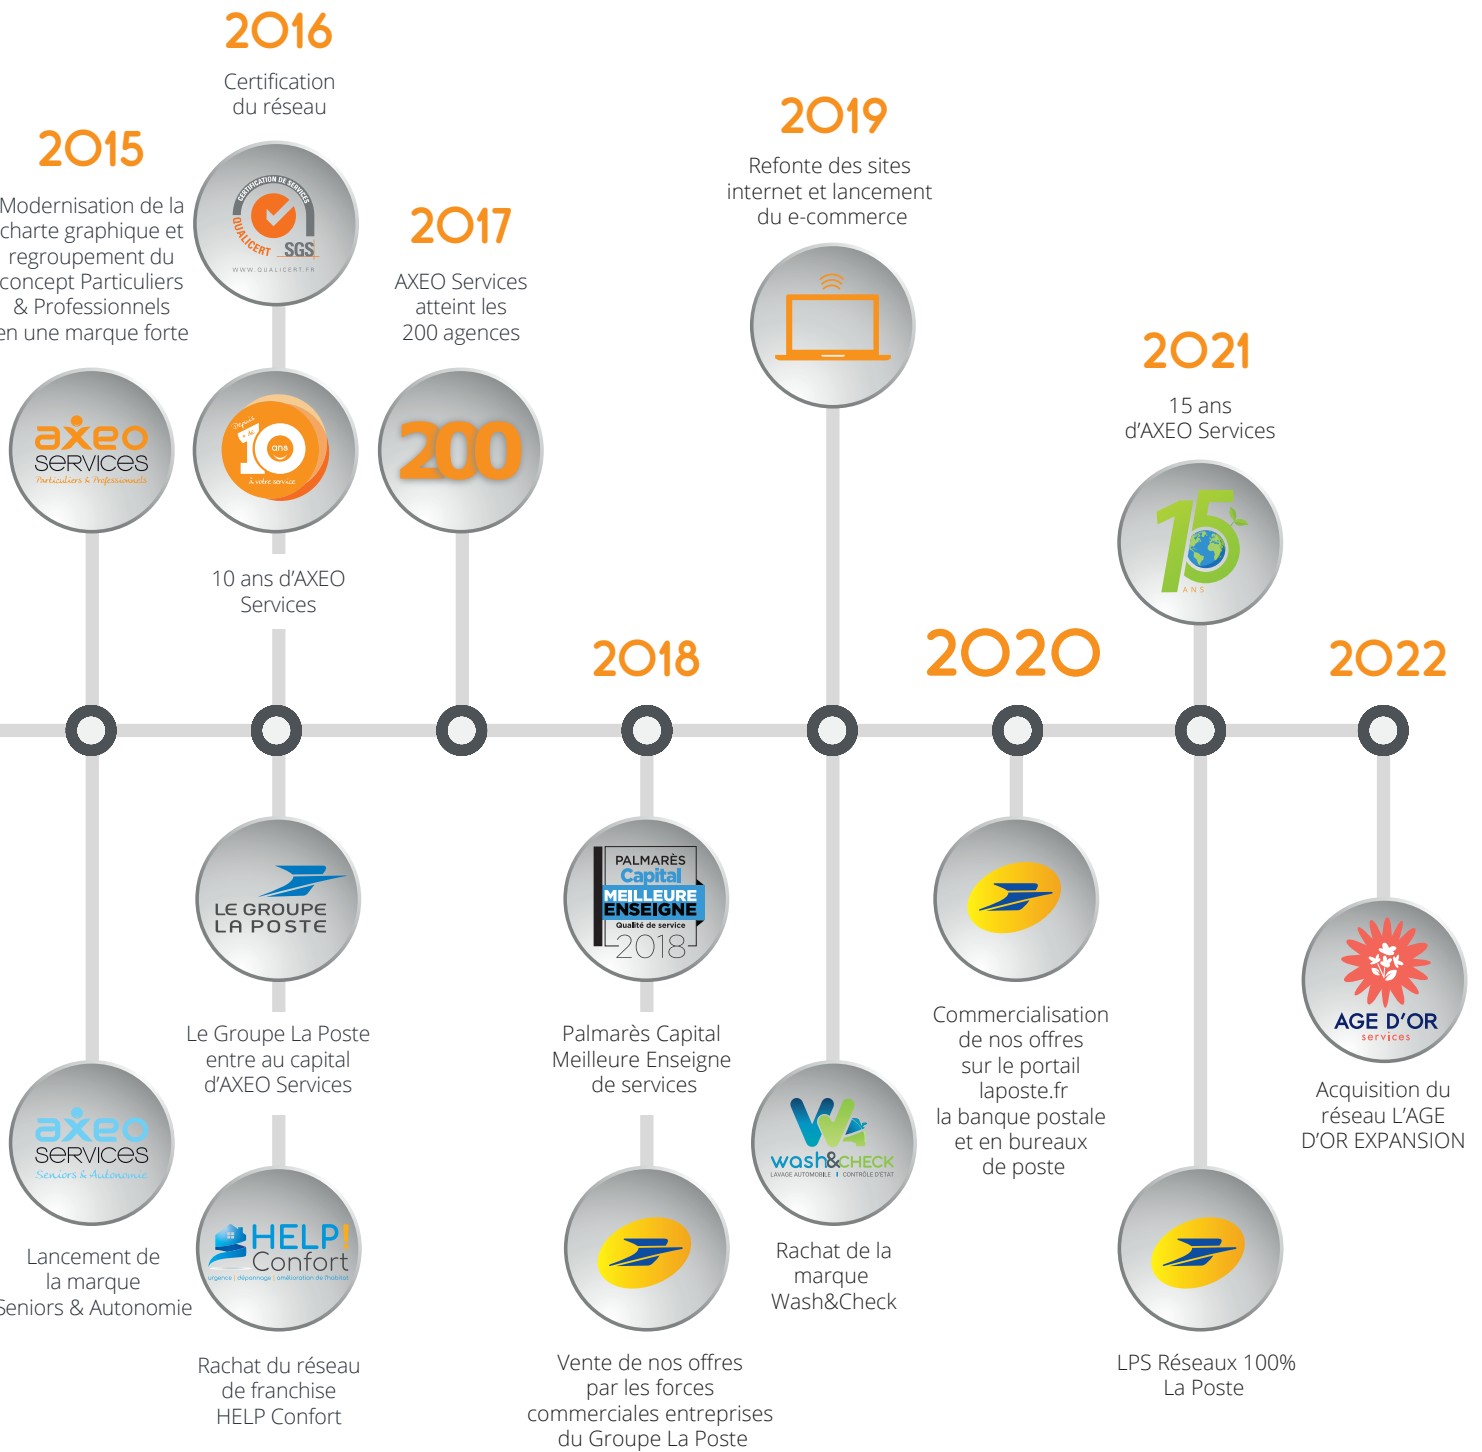 2015
Modernisation de la
charte graphique et
regroupement du
concept Particuliers
& Professionnels
en une marque forte
axeo
SERVICES
Particuliers & Professionnels
axeo
SERVICES
Seniors & Autonomie
Lancement de
la marque
Seniors & Autonomie
2016
Certification
du réseau
CERTIFICATION DE SERVICES
QUALICERT
SGS
WWW.QUALICERT.FR
Depuis
+ de
10
ans
à votre service
10 ans d’AXEO
Services
LE GROUPE
LA POSTE
Le Groupe La Poste
entre au capital
d’AXEO Services
HELP!
Confort
urgence | dépannage | amélioration de l'habitat
Rachat du réseau
de franchise
HELP Confort
2017
AXEO Services
atteint les
200 agences
200
2018
PALMARÈS
Capital
MEILLEURE
ENSEIGNE
Qualité de service
2018
Palmarès Capital
Meilleure Enseigne
de services
Vente de nos offres
par les forces
commerciales entreprises
du Groupe La Poste
2019
Refonte des sites
internet et lancement
du e-commerce
wash&CHECK
LAVAGE AUTOMOBILE I CONTRÔLE D'ÉTAT
Rachat de la
marque
Wash&Check
2020
Commercialisation
de nos offres
sur le portail
laposte.fr
la banque postale
et en bureaux
de poste
2021
15 ans
d’AXEO Services
15
ANS
LPS Réseaux 100%
La Poste
2022
AGE D'OR
services
Acquisition du
réseau L’AGE
D’OR EXPANSION